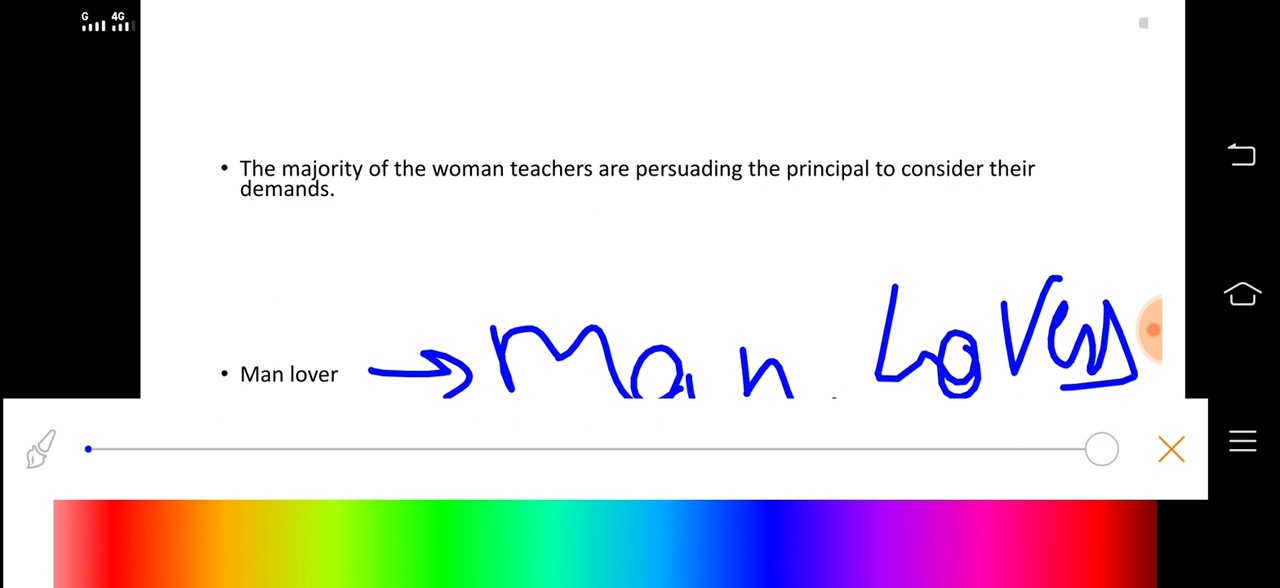 G 4G
• The majority of the woman teachers are persuading the principal to consider their
demands.
• Man lover → Man Lovers